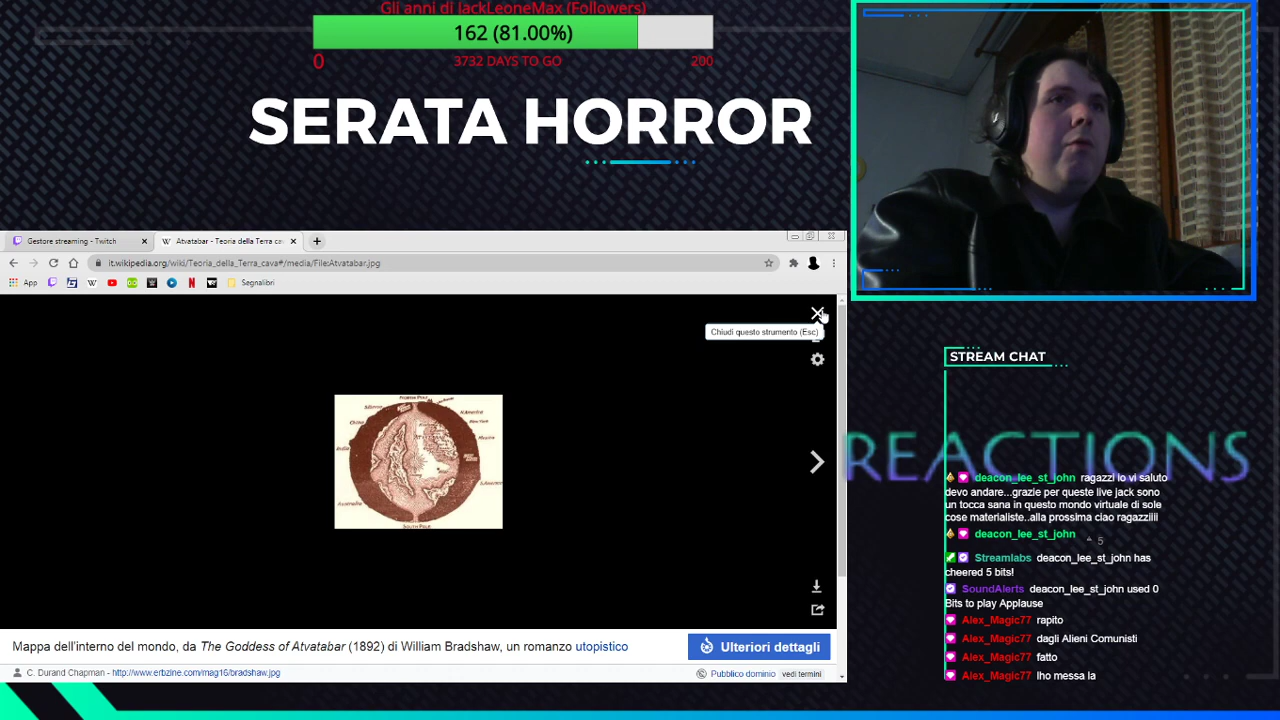 Gli anni di JackLeoneMax (Followers)
162 (81.00%)
0
3732 DAYS TO GO
200
SERATA HORROR
Gestore streaming - Twitch
Atvatabar - Teoria della Terra ca
it.wikipedia.org/wiki/Teoria_della_Terra_cava#/media/File:Atvatabar.jpg
App
Segnalibri
Chiudi questo strumento (Esc)
SOUTH POLE
Mappa dell'interno del mondo, da The Goddess of Atvatabar (1892) di William Bradshaw, un romanzo utopistico
Ulteriori dettagli
C. Durand Chapman - http://www.erbzine.com/mag16/bradshaw.jpg
Pubblico dominio
vedi termini
STREAM CHAT
REACTIONS
deacon_lee_st_john ragazzi io vi saluto
devo andare...grazie per queste live jack sono
un tocca sana in questo mondo virtuale di sole
cose materialiste..alla prossima ciao ragazziiii
deacon_lee_st_john 5
Streamlabs deacon_lee_st_john has
cheered 5 bits!
SoundAlerts deacon_lee_st_john used 0
Bits to play Applause
Alex_Magic77 rapito
Alex_Magic77 dagli Alieni Comunisti
Alex_Magic77 fatto
Alex_Magic77 lho messa la